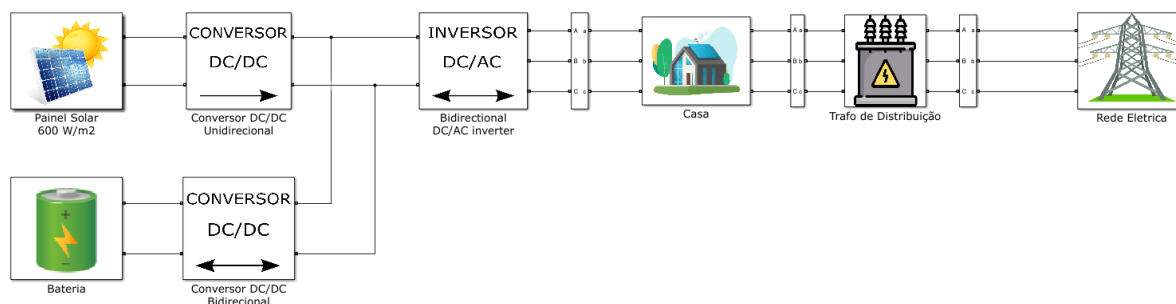 CONVERSOR
DC/DC
INVERSOR
DC/AC
A a
B b
C c
A a
B b
C c
A a
B b
C c
Painel Solar
600 W/m2
Conversor DC/DC
Unidirecional
Bidirectional
DC/AC inverter
Casa
Trafo de Distribuição
Rede Eletrica
CONVERSOR
DC/DC
+
−
Bateria
Conversor DC/DC
Bidirecional